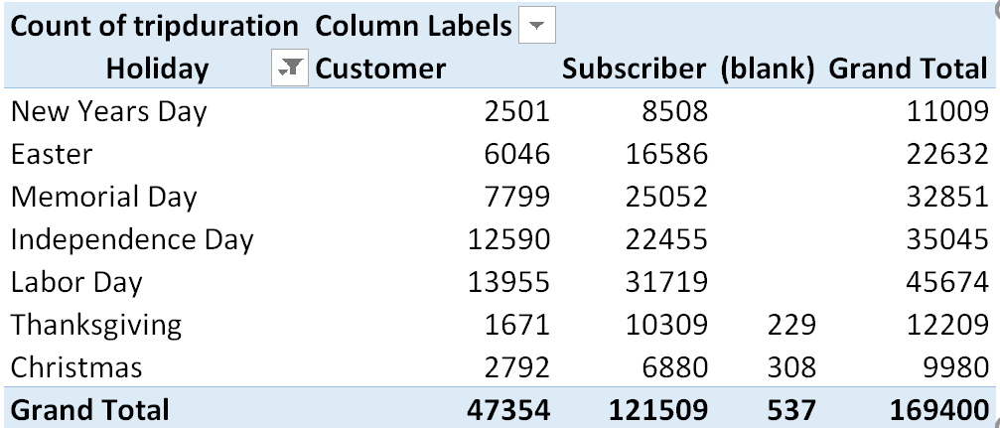 Count of tripduration Column Labels
Holiday Customer Subscriber (blank) Grand Total
New Years Day 2501 8508 11009
Easter 6046 16586 22632
Memorial Day 7799 25052 32851
Independence Day 12590 22455 35045
Labor Day 13955 31719 45674
Thanksgiving 1671 10309 229 12209
Christmas 2792 6880 308 9980
Grand Total 47354 121509 537 169400